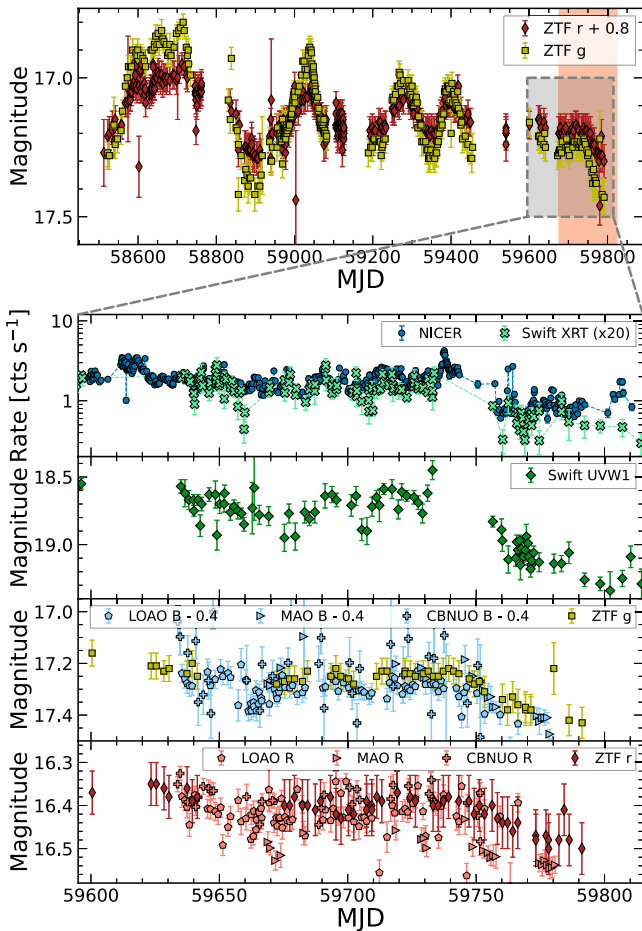 ZTF r + 0.8
ZTF g
17.0
17.5
Magnitude
58600 58800 59000 59200 59400 59600 59800
MJD
NICER Swift XRT (x20)
10
1
Rate [cts s⁻¹]
Swift UVW1
18.5
19.0
Magnitude
LOAO B - 0.4 MAO B - 0.4 CBNUO B - 0.4 ZTF g
17.0
17.2
17.4
Magnitude
LOAO R MAO R CBNUO R ZTF r
16.3
16.4
16.5
Magnitude
59600 59650 59700 59750 59800
MJD